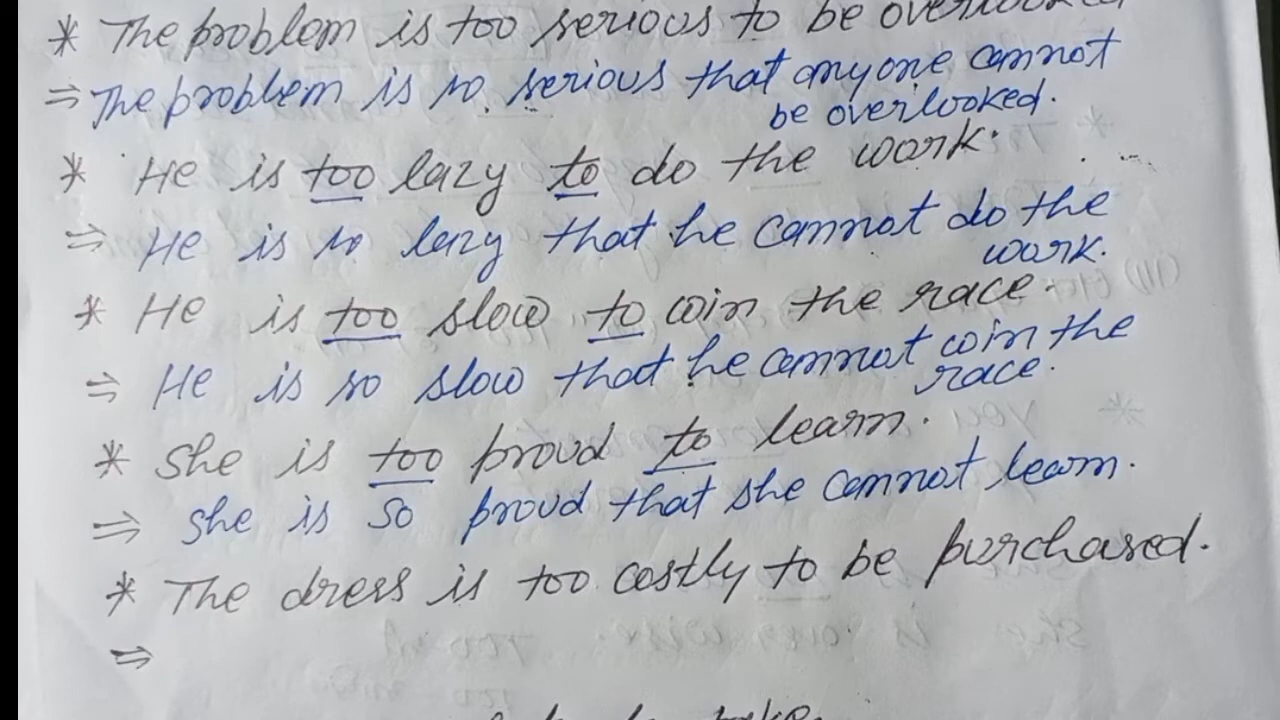 * The problem is too serious to be overlooked
⇒ The problem is so serious that anyone cannot
be overlooked.
* He is too lazy to do the work.
⇒ He is so lazy that he cannot do the
work.
* He is too slow to win the race.
⇒ He is so slow that he cannot win the
race.
* She is too proud to learn.
⇒ she is so proud that she cannot learn.
* The dress is too costly to be purchased.
⇒